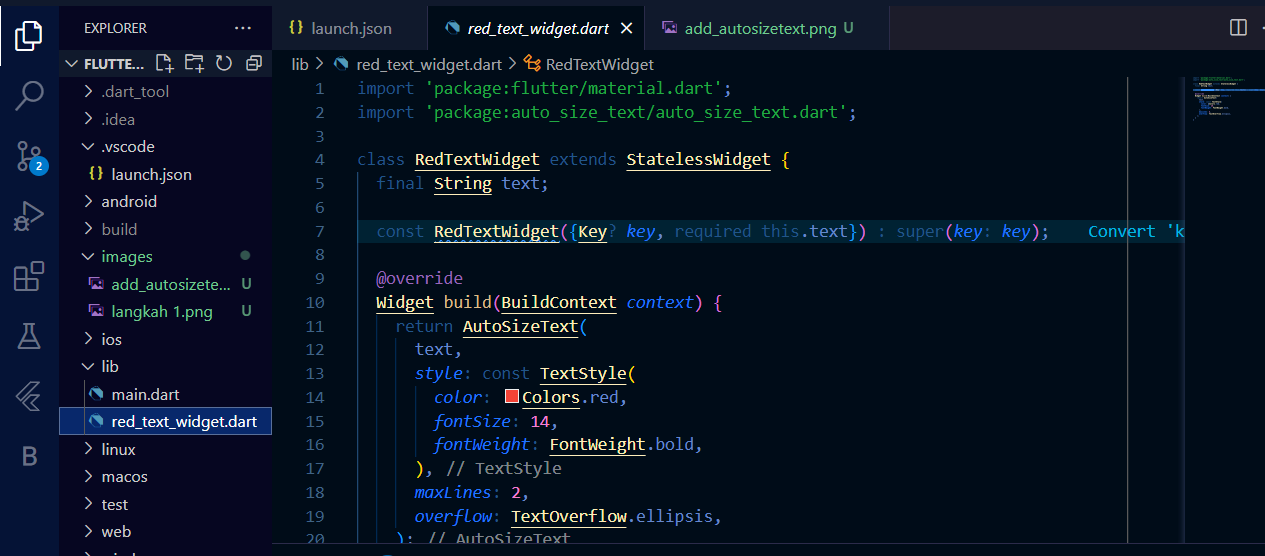 EXPLORER ...
FLUTTE...
.dart_tool
.idea
.vscode
{} launch.json
android
build
images
add_autosizete... U
langkah 1.png U
ios
lib
main.dart
red_text_widget.dart
linux
macos
test
web
2
B
{} launch.json
red_text_widget.dart
add_autosizetext.png U
lib > red_text_widget.dart > RedTextWidget
1 import 'package:flutter/material.dart';
2 import 'package:auto_size_text/auto_size_text.dart';
3
4 class RedTextWidget extends StatelessWidget {
5 final String text;
6
7 const RedTextWidget({Key? key, required this.text}) : super(key: key); Convert 'k
8
9 @override
10 Widget build(BuildContext context) {
11 return AutoSizeText(
12 text,
13 style: const TextStyle(
14 color: Colors.red,
15 fontSize: 14,
16 fontWeight: FontWeight.bold,
17 ), // TextStyle
18 maxLines: 2,
19 overflow: TextOverflow.ellipsis,
20 ); // AutoSizeText